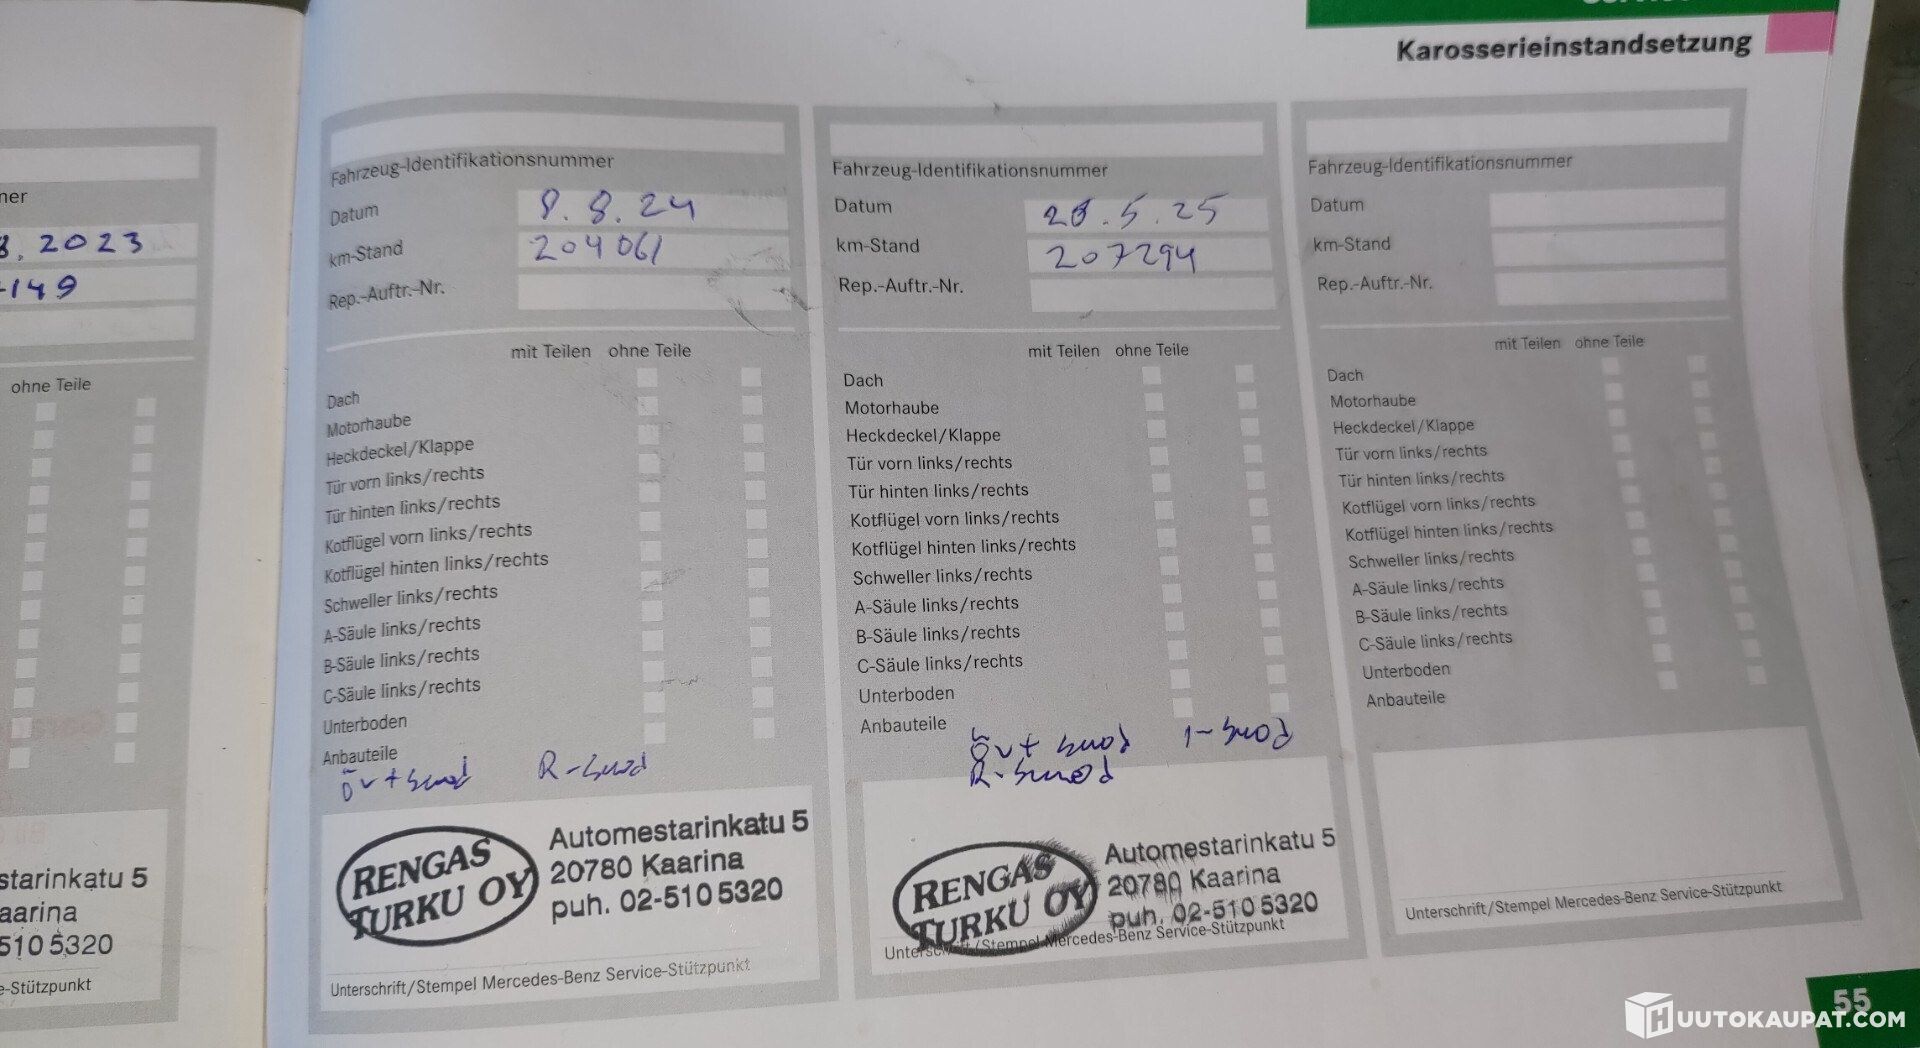 Karosserieinstandsetzung
8.2023
149
ohne Teile
starinkatu 5
aarina
510 5320
e-Stützpunkt
Fahrzeug-Identifikationsnummer
Datum 8.8.24
km-Stand 204061
Rep.-Auftr.-Nr.
mit Teilen ohne Teile
Dach
Motorhaube
Heckdeckel/Klappe
Tür vorn links/rechts
Tür hinten links/rechts
Kotflügel vorn links/rechts
Kotflügel hinten links/rechts
Schweller links/rechts
A-Säule links/rechts
B-Säule links/rechts
C-Säule links/rechts
Unterboden
Anbauteile
RENGAS
TURKU OY
Automestarinkatu 5
20780 Kaarina
puh. 02-510 5320
Unterschrift/Stempel Mercedes-Benz Service-Stützpunkt
Fahrzeug-Identifikationsnummer
Datum
km-Stand 207294
Rep.-Auftr.-Nr.
mit Teilen ohne Teile
Dach
Motorhaube
Heckdeckel/Klappe
Tür vorn links/rechts
Tür hinten links/rechts
Kotflügel vorn links/rechts
Kotflügel hinten links/rechts
Schweller links/rechts
A-Säule links/rechts
B-Säule links/rechts
C-Säule links/rechts
Unterboden
Anbauteile
RENGAS
TURKU OY
Automestarinkatu 5
20780 Kaarina
puh. 02-510 5320
Unterschrift/Stempel Mercedes-Benz Service-Stützpunkt
Fahrzeug-Identifikationsnummer
Datum
km-Stand
Rep.-Auftr.-Nr.
mit Teilen ohne Teile
Dach
Motorhaube
Heckdeckel/Klappe
Tür vorn links/rechts
Tür hinten links/rechts
Kotflügel vorn links/rechts
Kotflügel hinten links/rechts
Schweller links/rechts
A-Säule links/rechts
B-Säule links/rechts
C-Säule links/rechts
Unterboden
Anbauteile
Unterschrift/Stempel Mercedes-Benz Service-Stützpunkt
55
HUUTOKAUPAT.COM